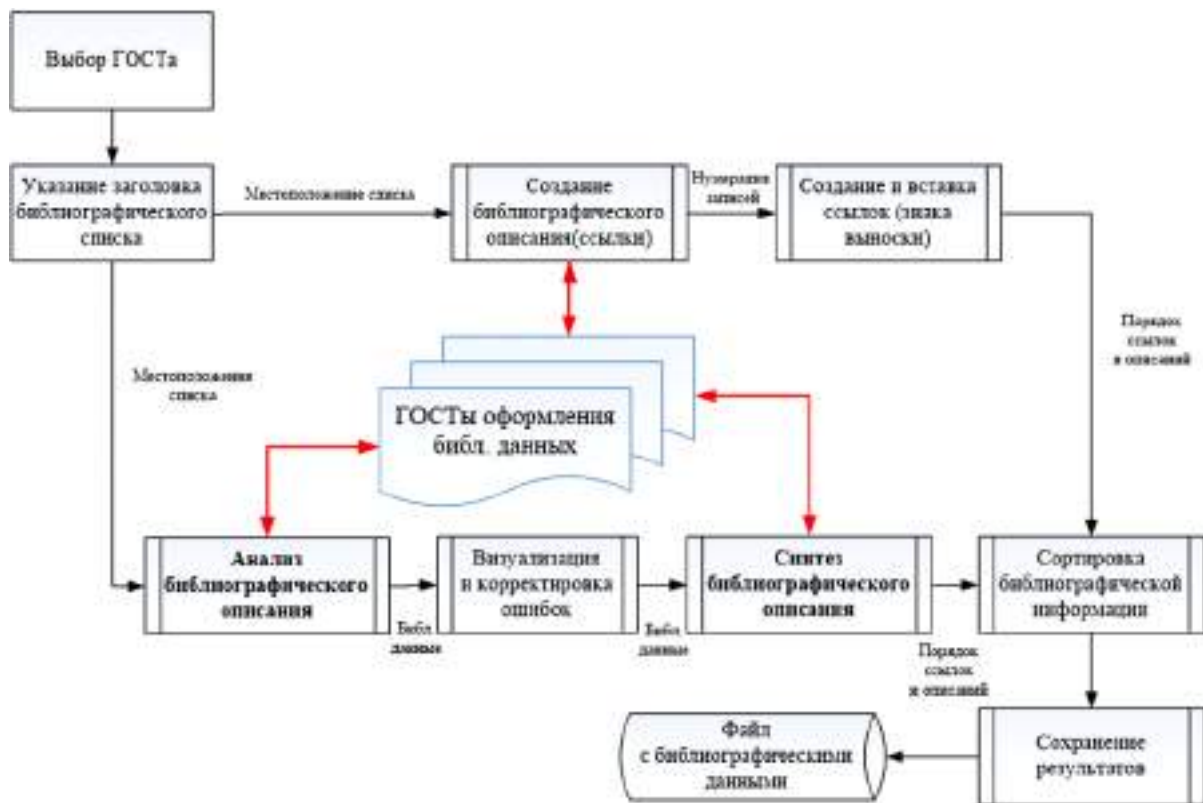 Выбор ГОСТа
Указание заголовка
библиографического
списка
Местоположение списка
Создание
библиографического
описания(ссылки)
Нумерация
записей
Создание и вставка
ссылок (знака
выноски)
Порядок
ссылок
и описаний
Местоположение
списка
ГОСТы оформления
библ. данных
Анализ
библиографического
описания
Библ
данные
Визуализация
и корректировка
ошибок
Библ
данные
Синтез
библиографического
описания
Порядок
ссылок
и описаний
Сортировка
библиографической
информации
Файл
с библиографическими
данными
Сохранение
результатов